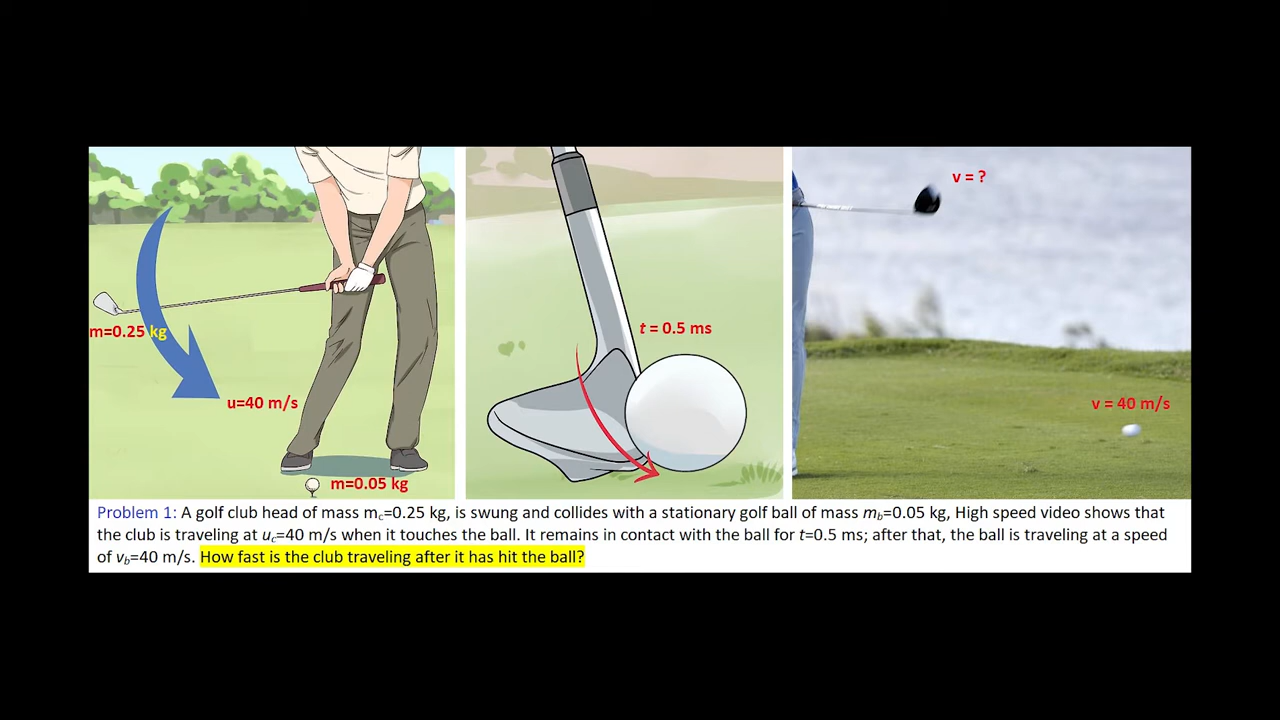 v = ?
m=0.25 kg
t = 0.5 ms
u=40 m/s
v = 40 m/s
m=0.05 kg
Problem 1: A golf club head of mass mc=0.25 kg, is swung and collides with a stationary golf ball of mass mb=0.05 kg, High speed video shows that
the club is traveling at uc=40 m/s when it touches the ball. It remains in contact with the ball for t=0.5 ms; after that, the ball is traveling at a speed
of vb=40 m/s. How fast is the club traveling after it has hit the ball?